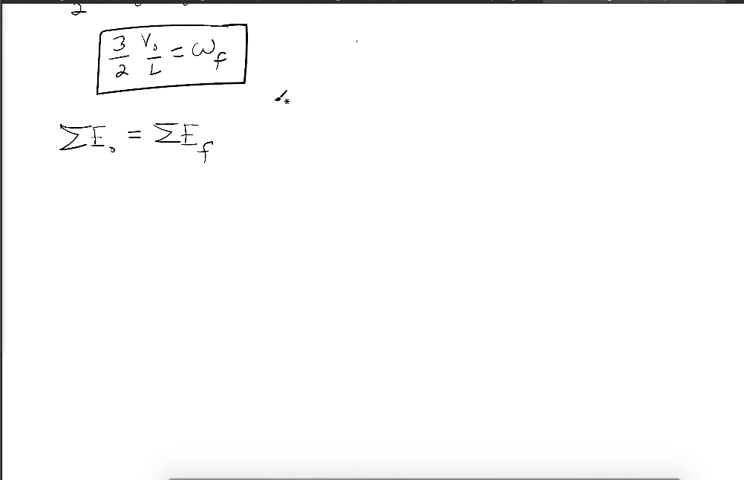 3/2 V₀/L = ω_f
ΣE₀ = ΣE_f